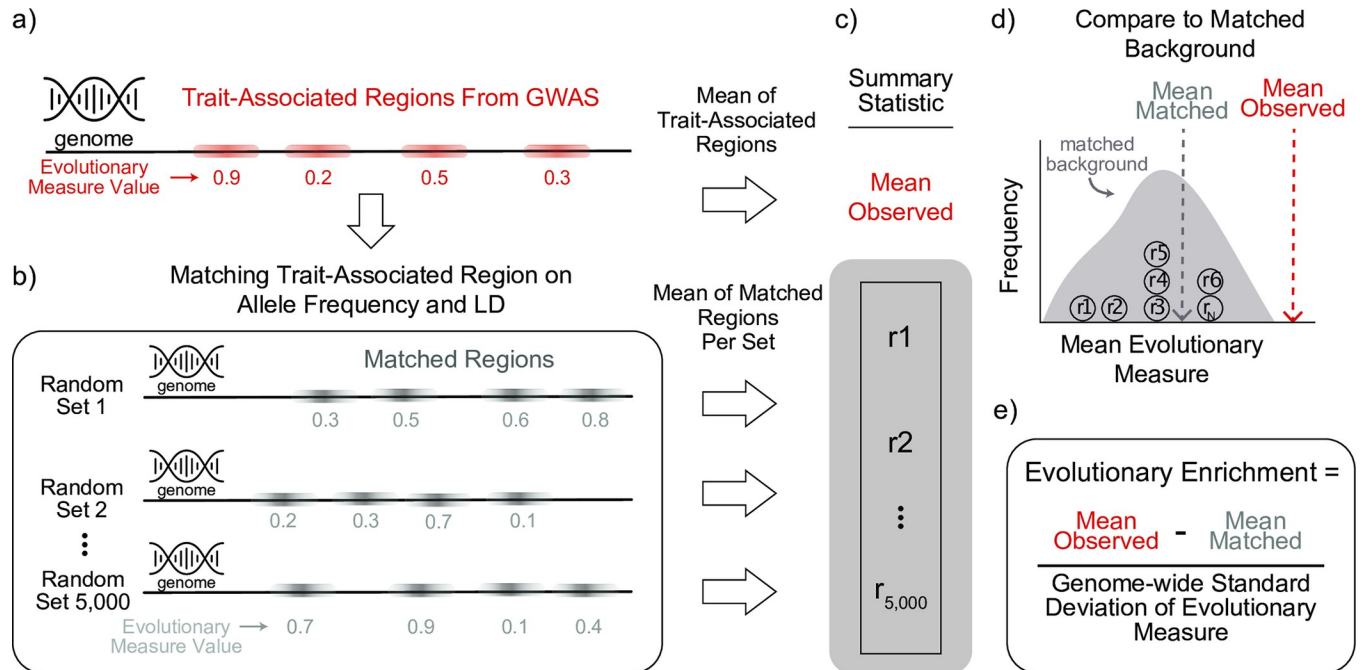 a)
genome
Trait-Associated Regions From GWAS
Evolutionary
Measure Value
0.9
0.2
0.5
0.3
Mean of
Trait-Associated
Regions
b)
Matching Trait-Associated Region on
Allele Frequency and LD
Matched Regions
Random
Set 1
genome
0.3
0.5
0.6
0.8
Random
Set 2
genome
0.2
0.3
0.7
0.1
Random
Set 5,000
genome
Evolutionary
Measure Value
0.7
0.9
0.1
0.4
Mean of Matched
Regions
Per Set
c)
Summary
Statistic
Mean
Observed
r1
r2
r5,000
d)
Compare to Matched
Background
Mean
Matched
Mean
Observed
matched
background
Frequency
r5
r4
r6
r1
r2
r3
rN
Mean Evolutionary
Measure
e)
Evolutionary Enrichment =
Mean
Observed
-
Mean
Matched
Genome-wide Standard
Deviation of Evolutionary
Measure